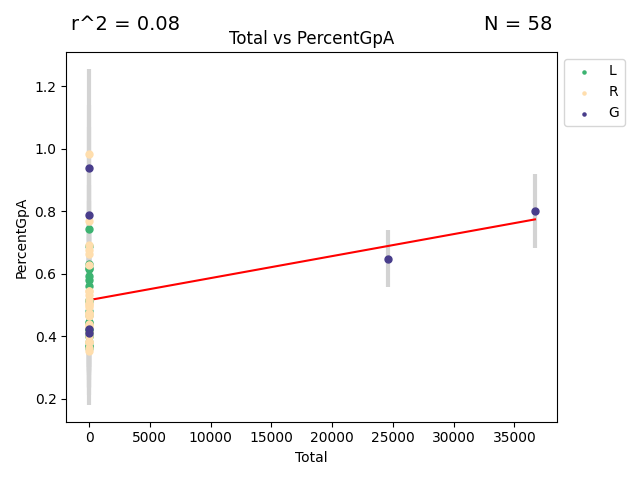 r^2 = 0.08 N = 58
Total vs PercentGpA
L
R
G
PercentGpA
1.2
1.0
0.8
0.6
0.4
0.2
0 5000 10000 15000 20000 25000 30000 35000
Total